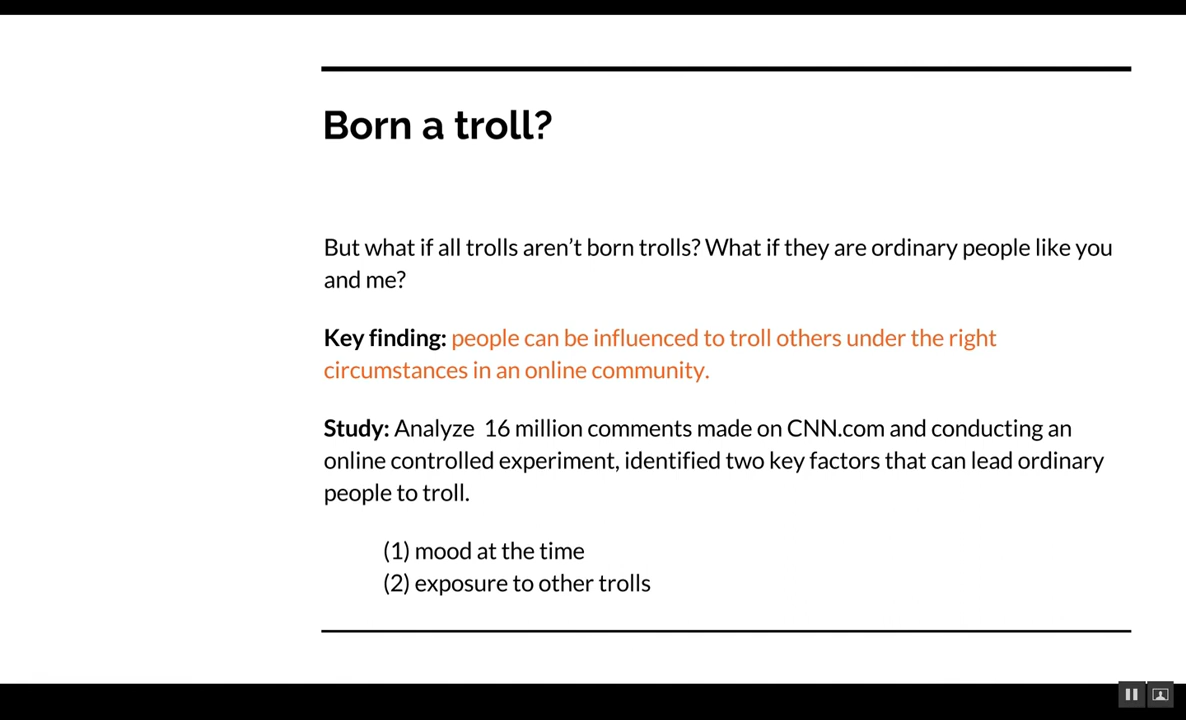 Born a troll?
But what if all trolls aren’t born trolls? What if they are ordinary people like you
and me?
Key finding: people can be influenced to troll others under the right
circumstances in an online community.
Study: Analyze  16 million comments made on CNN.com and conducting an
online controlled experiment, identified two key factors that can lead ordinary
people to troll.
(1) mood at the time
(2) exposure to other trolls